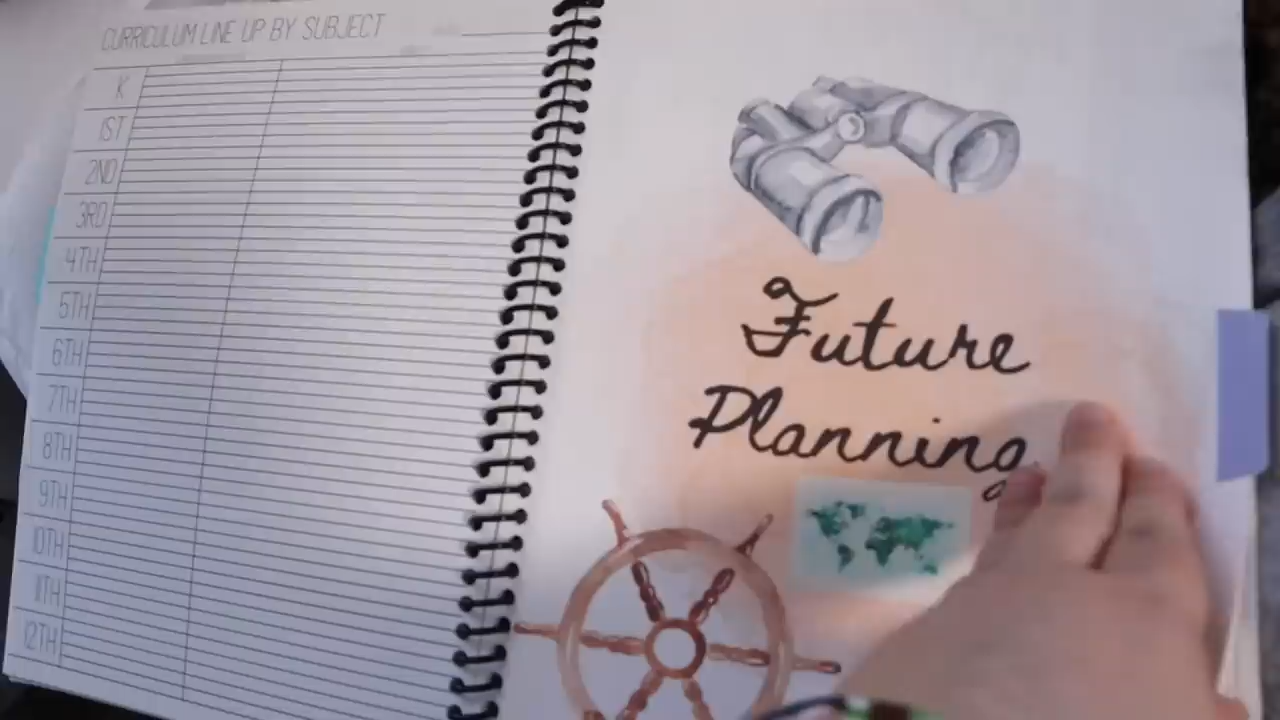 CURRICULUM LINE UP BY SUBJECT
K
1ST
2ND
3RD
4TH
5TH
6TH
7TH
8TH
9TH
10TH
11TH
12TH
Future
Planning